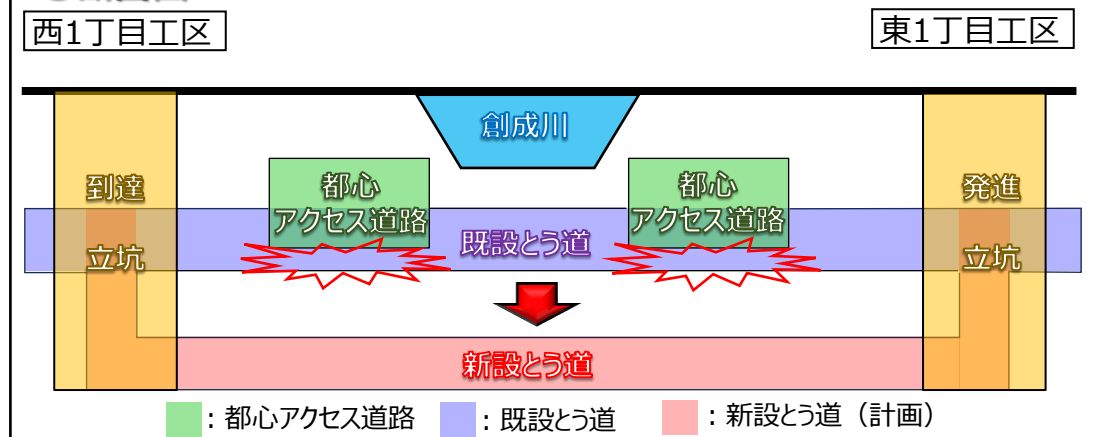 西1丁目工区
東1丁目工区
創成川
到達
立坑
都心
アクセス道路
既設とう道
都心
アクセス道路
発進
立坑
新設とう道
：都心アクセス道路
：既設とう道
：新設とう道（計画）